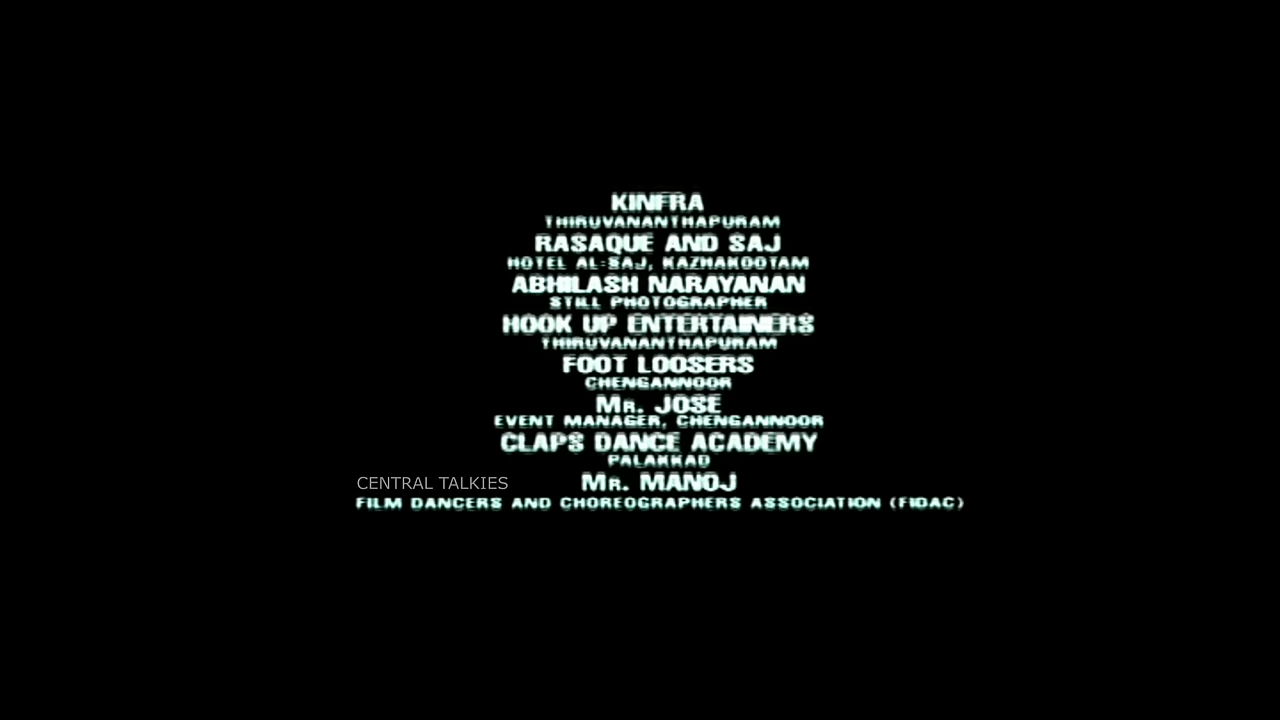 KINFRA
THIRUVANANTHAPURAM
RASAQUE AND SAJ
HOTEL AL-SAJ, KAZHAKOOTAM
ABHILASH NARAYANAN
STILL PHOTOGRAPHER
HOOK UP ENTERTAINERS
THIRUVANANTHAPURAM
FOOT LOOSERS
CHENGANNOOR
MR. JOSE
EVENT MANAGER, CHENGANNOOR
CLAPS DANCE ACADEMY
PALAKKAD
CENTRAL TALKIES
MR. MANOJ
FILM DANCERS AND CHOREOGRAPHERS ASSOCIATION (FIDAC)